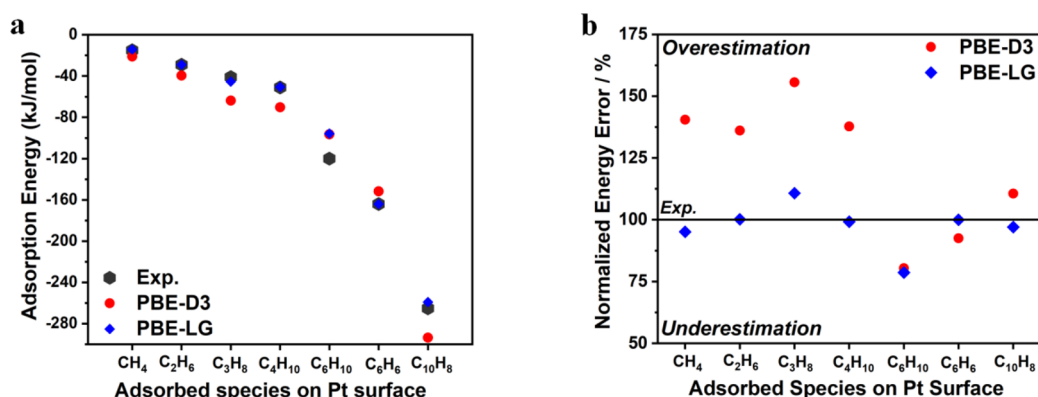 a
Adsorption Energy (kJ/mol)
0
-40
-80
-120
-160
-200
-240
-280
Exp.
PBE-D3
PBE-LG
CH₄ C₂H₆ C₃H₈ C₄H₁₀ C₆H₁₀ C₆H₆ C₁₀H₈
Adsorbed species on Pt surface
b
Normalized Energy Error / %
175
150
125
100
75
50
Overestimation
PBE-D3
PBE-LG
Exp.
Underestimation
CH₄ C₂H₆ C₃H₈ C₄H₁₀ C₆H₁₀ C₆H₆ C₁₀H₈
Adsorbed Species on Pt Surface